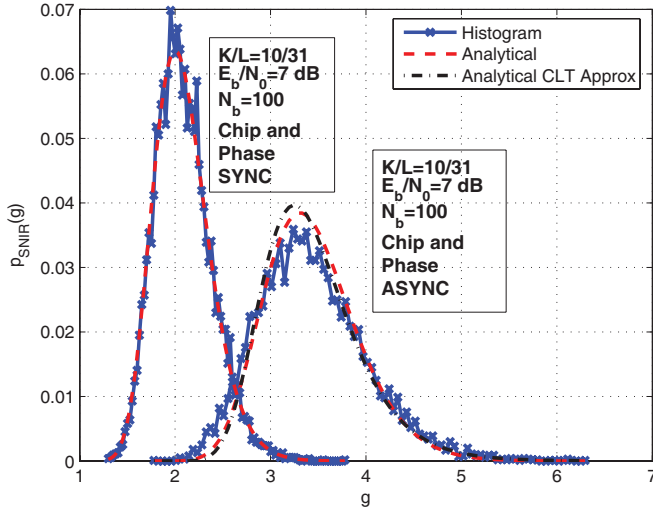 0.07
0.06
0.05
0.04
0.03
0.02
0.01
0
p_SNIR(g)
K/L=10/31
E_b/N_0=7 dB
N_b=100
Chip and
Phase
SYNC
Histogram
Analytical
Analytical CLT Approx
K/L=10/31
E_b/N_0=7 dB
N_b=100
Chip and
Phase
ASYNC
1 2 3 4 5 6 7
g